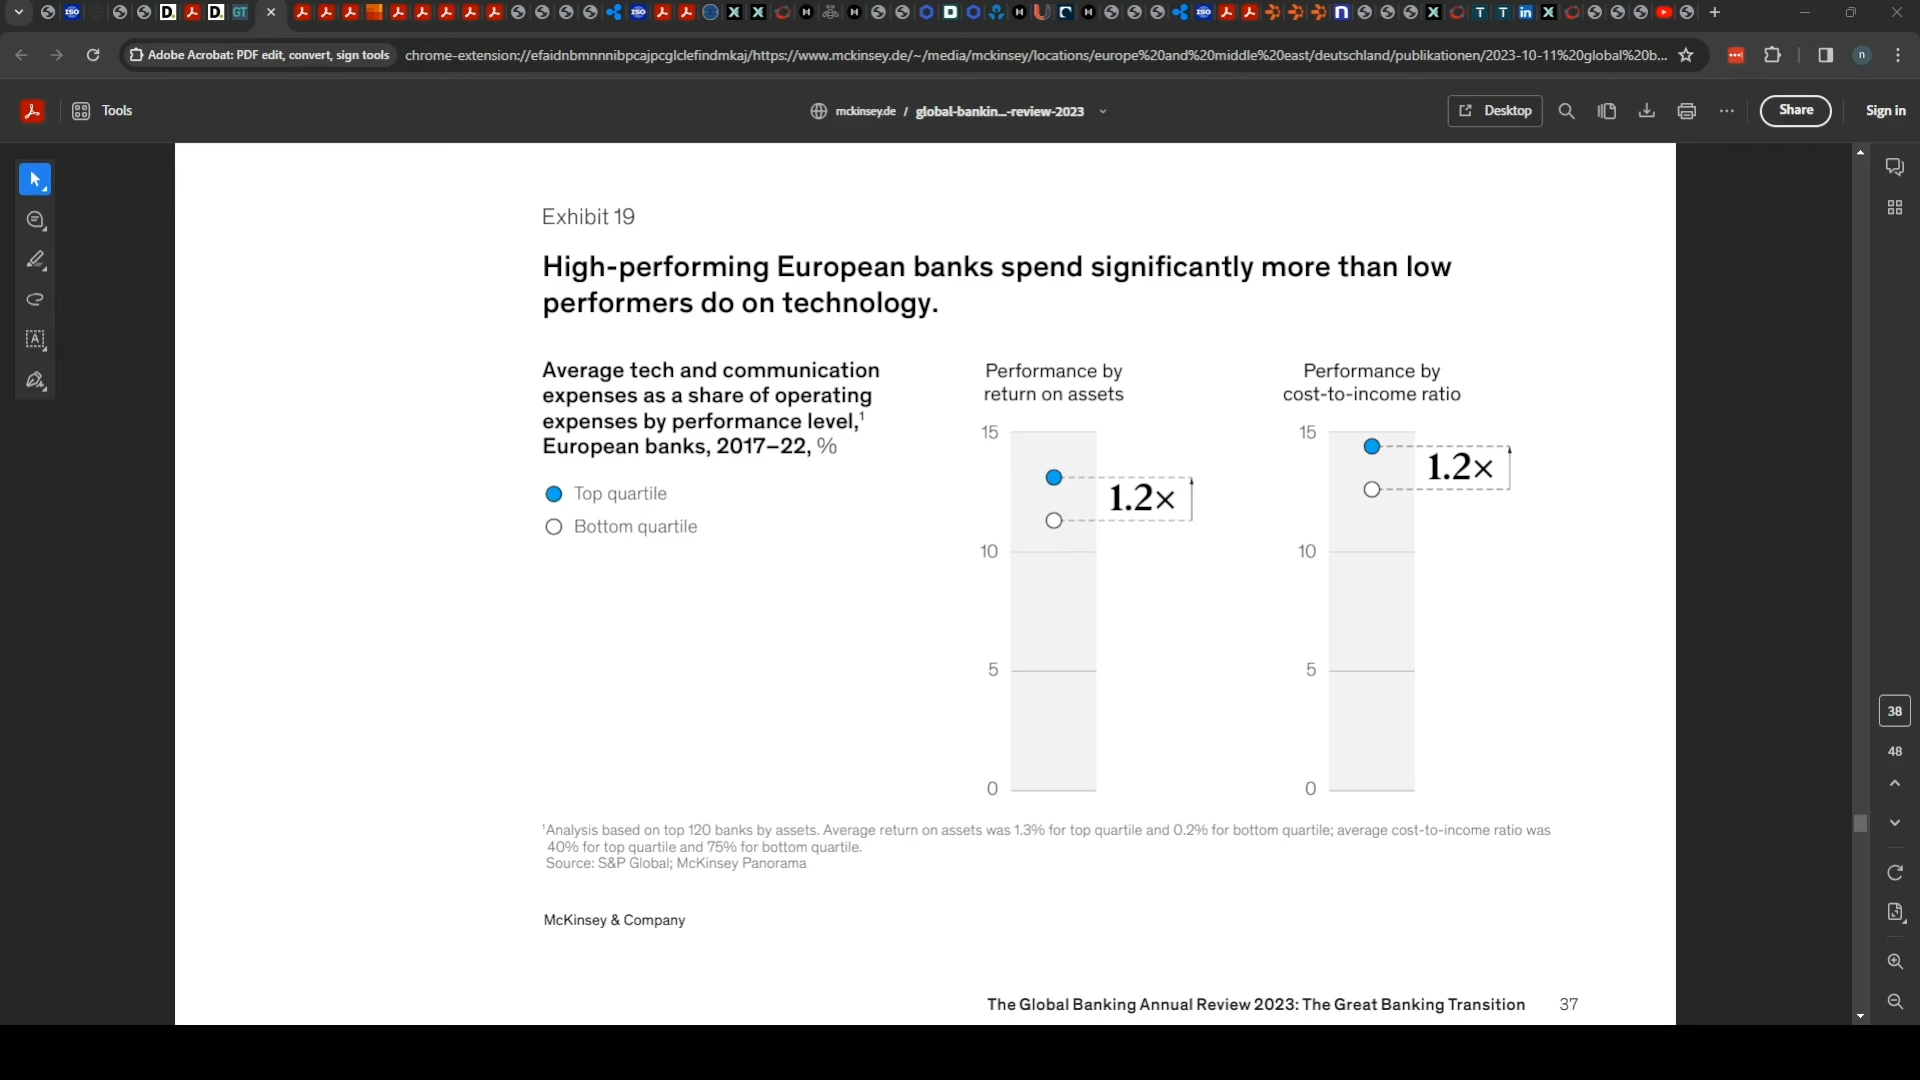 Adobe Acrobat: PDF edit, convert, sign tools
chrome-extension://efaidnbmnnnibpcajpcglclefindmkaj/https://www.mckinsey.de/~/media/mckinsey/locations/europe%20and%20middle%20east/deutschland/publikationen/2023-10-11%20global%20b...
n
Tools
mckinsey.de / global-bankin...-review-2023
Desktop
Share
Sign in
Exhibit 19
High-performing European banks spend significantly more than low
performers do on technology.
Average tech and communication
expenses as a share of operating
expenses by performance level,¹
European banks, 2017–22, %
Top quartile
Bottom quartile
Performance by
return on assets
15
1.2×
10
5
0
Performance by
cost-to-income ratio
15
1.2×
10
5
0
¹Analysis based on top 120 banks by assets. Average return on assets was 1.3% for top quartile and 0.2% for bottom quartile; average cost-to-income ratio was
40% for top quartile and 75% for bottom quartile.
Source: S&P Global; McKinsey Panorama
McKinsey & Company
The Global Banking Annual Review 2023: The Great Banking Transition 37
38
48